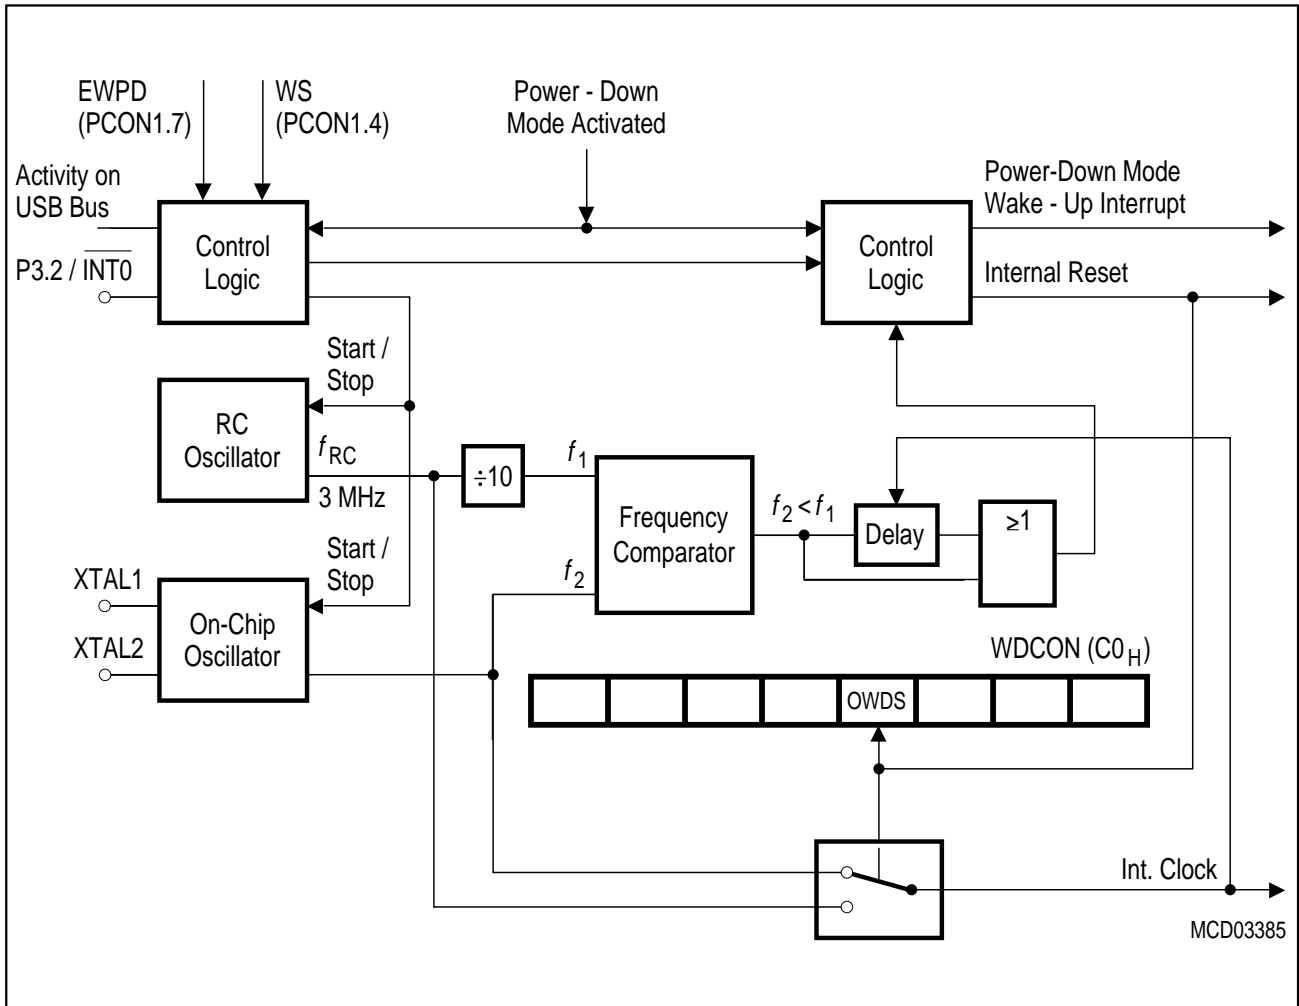 EWPD
(PCON1.7)
WS
(PCON1.4)
Power - Down
Mode Activated
Activity on
USB Bus
P3.2 / INT0
Control
Logic
Control
Logic
Power-Down Mode
Wake - Up Interrupt
Internal Reset
Start /
Stop
RC
Oscillator
fRC
3 MHz
÷10
f1
f2
Frequency
Comparator
f2 < f1
Delay
≥1
Start /
Stop
XTAL1
XTAL2
On-Chip
Oscillator
WDCON (C0H)
OWDS
Int. Clock
MCD03385